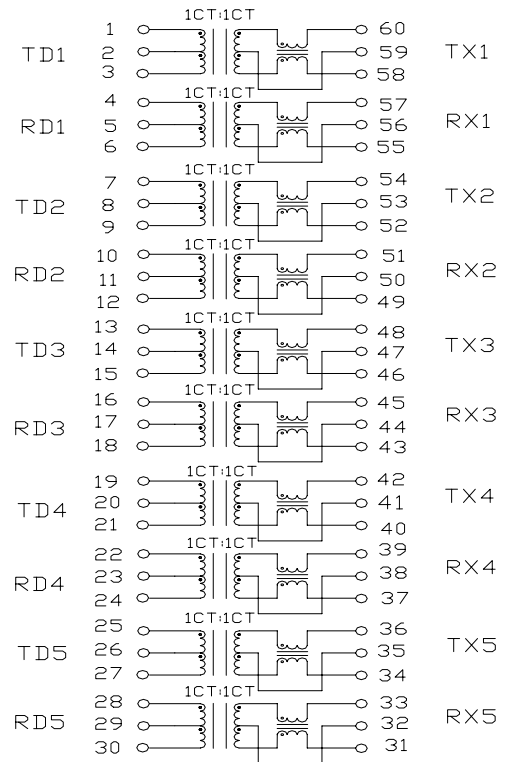 1CT:1CT
1 60
TD1 2 59 TX1
3 58
1CT:1CT
4 57
RD1 5 56 RX1
6 55
1CT:1CT
7 54
TD2 8 53 TX2
9 52
1CT:1CT
10 51
RD2 11 50 RX2
12 49
1CT:1CT
13 48
TD3 14 47 TX3
15 46
1CT:1CT
16 45
RD3 17 44 RX3
18 43
1CT:1CT
19 42
TD4 20 41 TX4
21 40
1CT:1CT
22 39
RD4 23 38 RX4
24 37
1CT:1CT
25 36
TD5 26 35 TX5
27 34
1CT:1CT
28 33
RD5 29 32 RX5
30 31